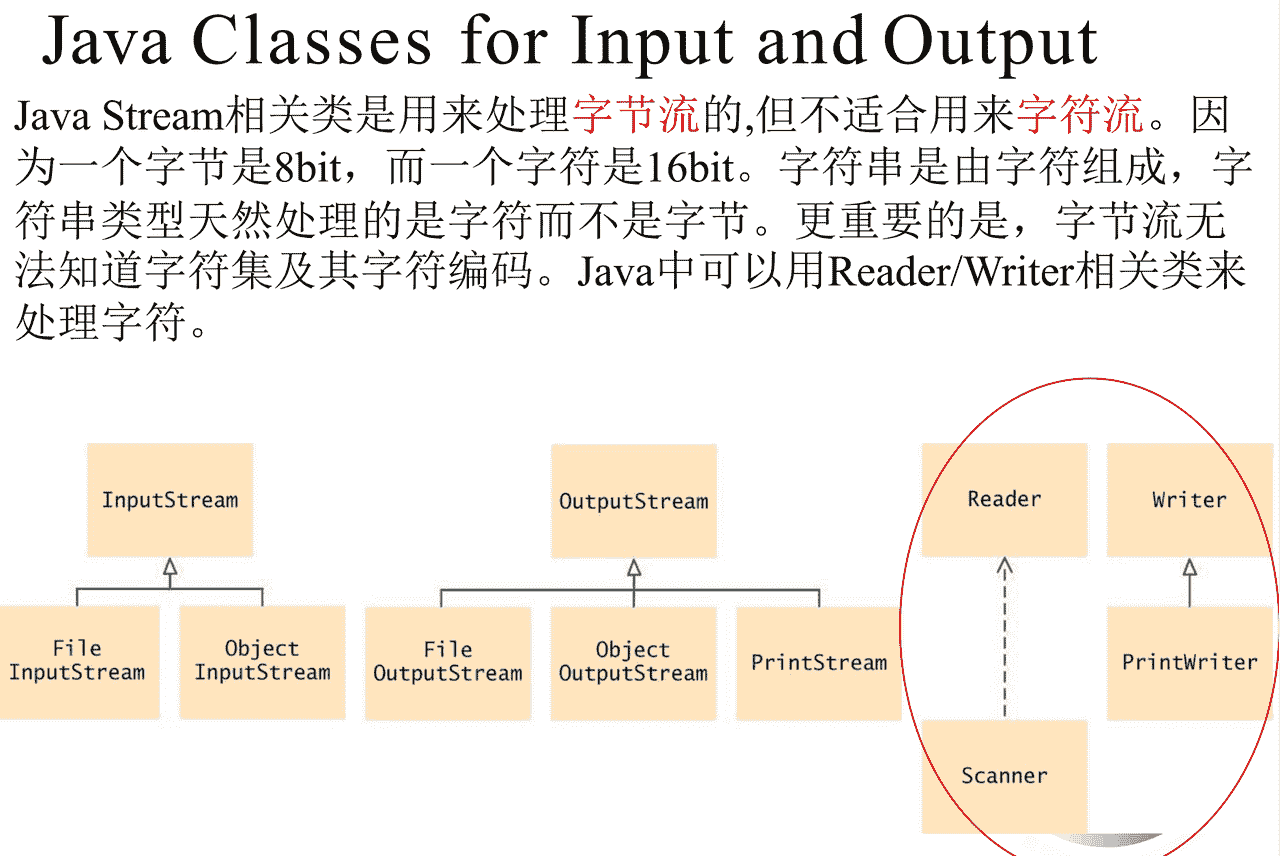 Java Classes for Input and Output
Java Stream相关类是用来处理字节流的,但不适合用来字符流。因
为一个字节是8bit，而一个字符是16bit。字符串是由字符组成，字
符串类型天然处理的是字符而不是字节。更重要的是，字节流无
法知道字符集及其字符编码。Java中可以用Reader/Writer相关类来
处理字符。
InputStream
OutputStream
Reader
Writer
File
InputStream
Object
InputStream
File
OutputStream
Object
OutputStream
PrintStream
PrintWriter
Scanner